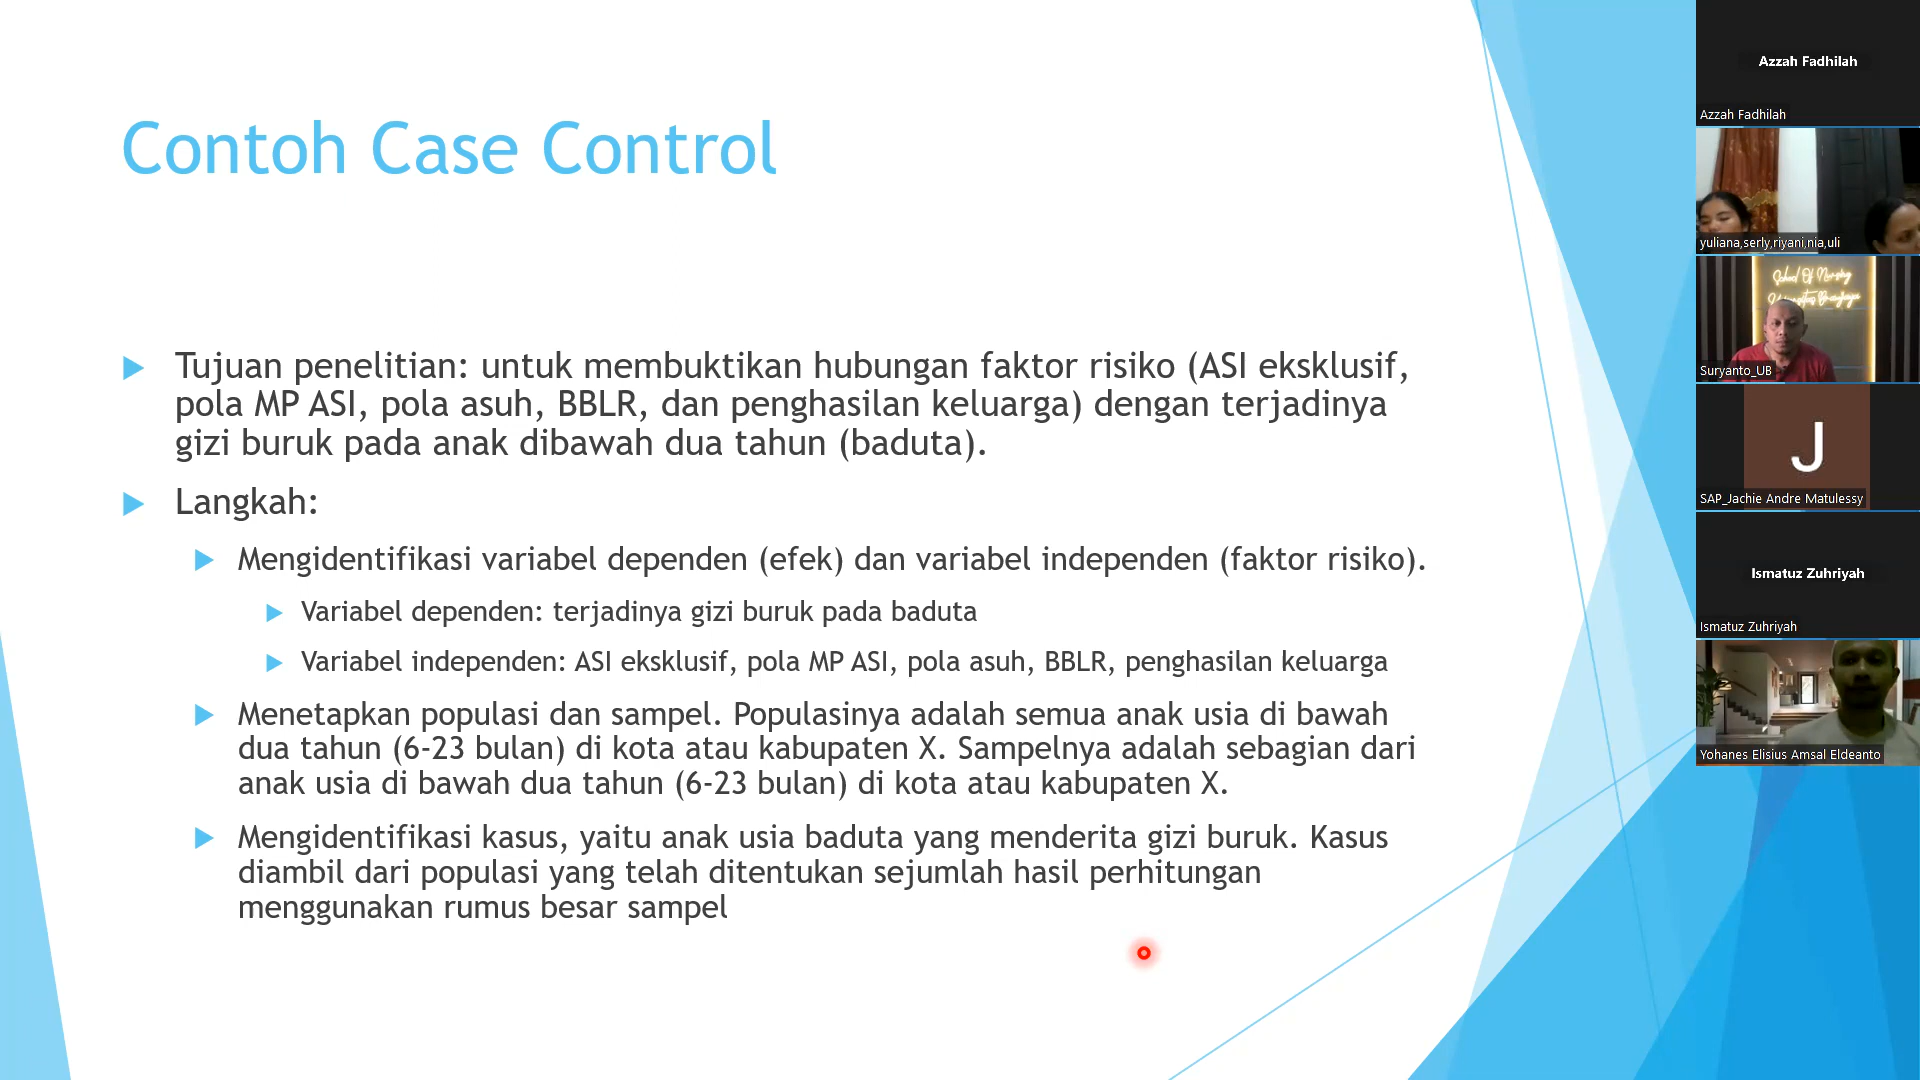 Contoh Case Control
Tujuan penelitian: untuk membuktikan hubungan faktor risiko (ASI eksklusif,
pola MP ASI, pola asuh, BBLR, dan penghasilan keluarga) dengan terjadinya
gizi buruk pada anak dibawah dua tahun (baduta).
Langkah:
Mengidentifikasi variabel dependen (efek) dan variabel independen (faktor risiko).
Variabel dependen: terjadinya gizi buruk pada baduta
Variabel independen: ASI eksklusif, pola MP ASI, pola asuh, BBLR, penghasilan keluarga
Menetapkan populasi dan sampel. Populasinya adalah semua anak usia di bawah
dua tahun (6-23 bulan) di kota atau kabupaten X. Sampelnya adalah sebagian dari
anak usia di bawah dua tahun (6-23 bulan) di kota atau kabupaten X.
Mengidentifikasi kasus, yaitu anak usia baduta yang menderita gizi buruk. Kasus
diambil dari populasi yang telah ditentukan sejumlah hasil perhitungan
menggunakan rumus besar sampel
Azzah Fadhilah
Azzah Fadhilah
yuliana,serly,riyani,nia,uli
School Of Nursing
Universitas Brawijaya
Suryanto_UB
J
SAP_Jachie Andre Matulessy
Ismatuz Zuhriyah
Ismatuz Zuhriyah
Yohanes Elisius Amsal Eldeanto